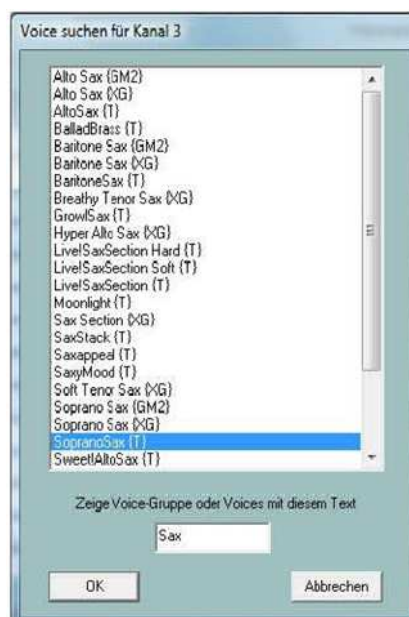 Voice suchen für Kanal 3
Alto Sax {GM2}
Alto Sax {XG}
AltoSax {T}
BalladBrass {T}
Baritone Sax {GM2}
Baritone Sax {XG}
BaritoneSax {T}
Breathy Tenor Sax {XG}
GrowlSax {T}
Hyper Alto Sax {XG}
Live!SaxSection Hard {T}
Live!SaxSection Soft {T}
Live!SaxSection {T}
Moonlight {T}
Sax Section {XG}
SaxStack {T}
Saxappeal {T}
SaxyMood {T}
Soft Tenor Sax {XG}
Soprano Sax {GM2}
Soprano Sax {XG}
SopranoSax {T}
Sweet!AltoSax {T}
Zeige Voice-Gruppe oder Voices mit diesem Text
Sax
OK
Abbrechen